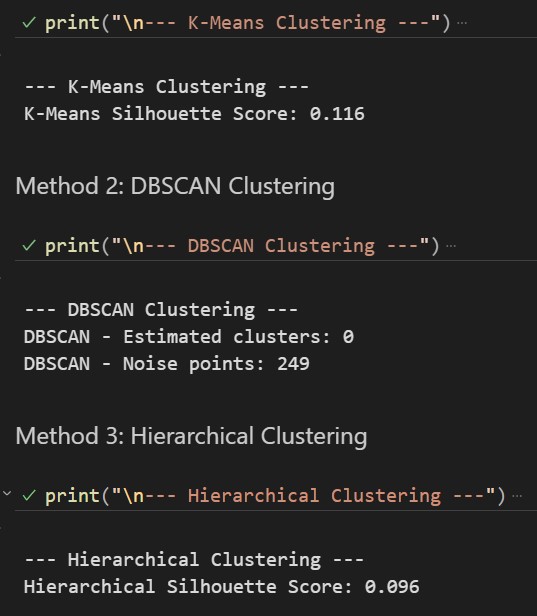 print("\n--- K-Means Clustering ---") ...
--- K-Means Clustering ---
K-Means Silhouette Score: 0.116
Method 2: DBSCAN Clustering
print("\n--- DBSCAN Clustering ---") ...
--- DBSCAN Clustering ---
DBSCAN - Estimated clusters: 0
DBSCAN - Noise points: 249
Method 3: Hierarchical Clustering
print("\n--- Hierarchical Clustering ---") ...
--- Hierarchical Clustering ---
Hierarchical Silhouette Score: 0.096